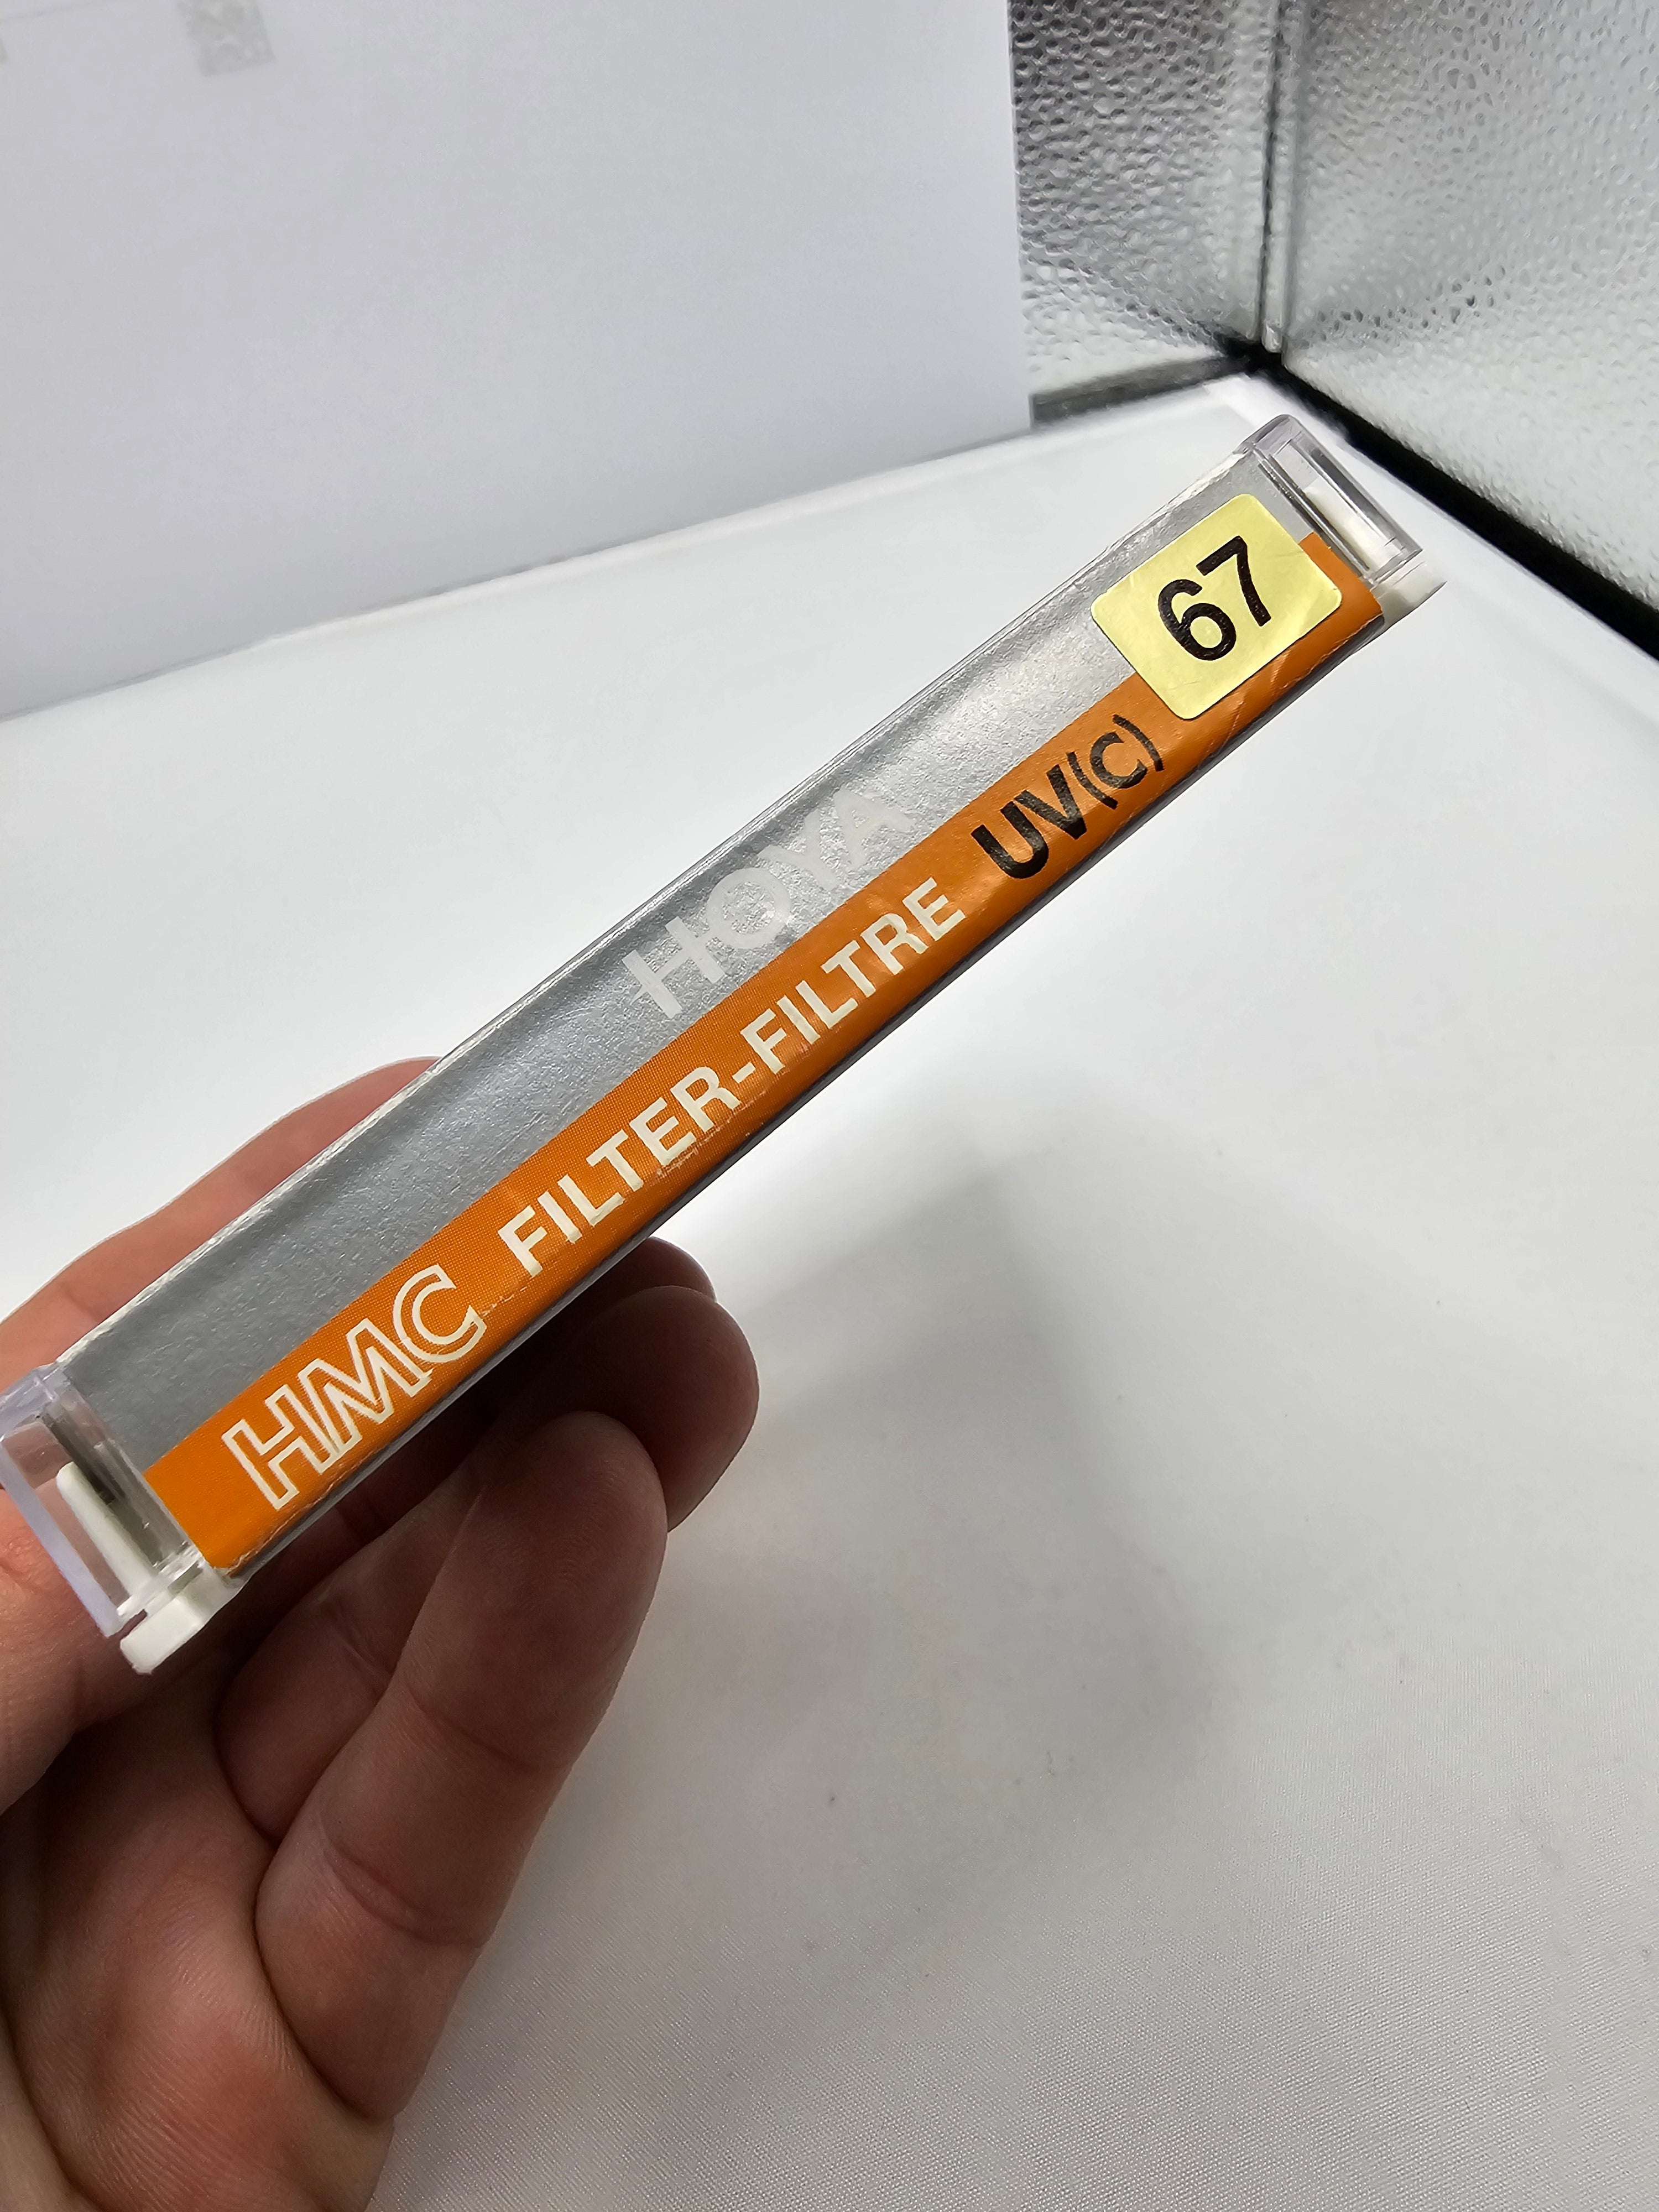 HOYA
67
HMC FILTER-FILTRE UV(C)